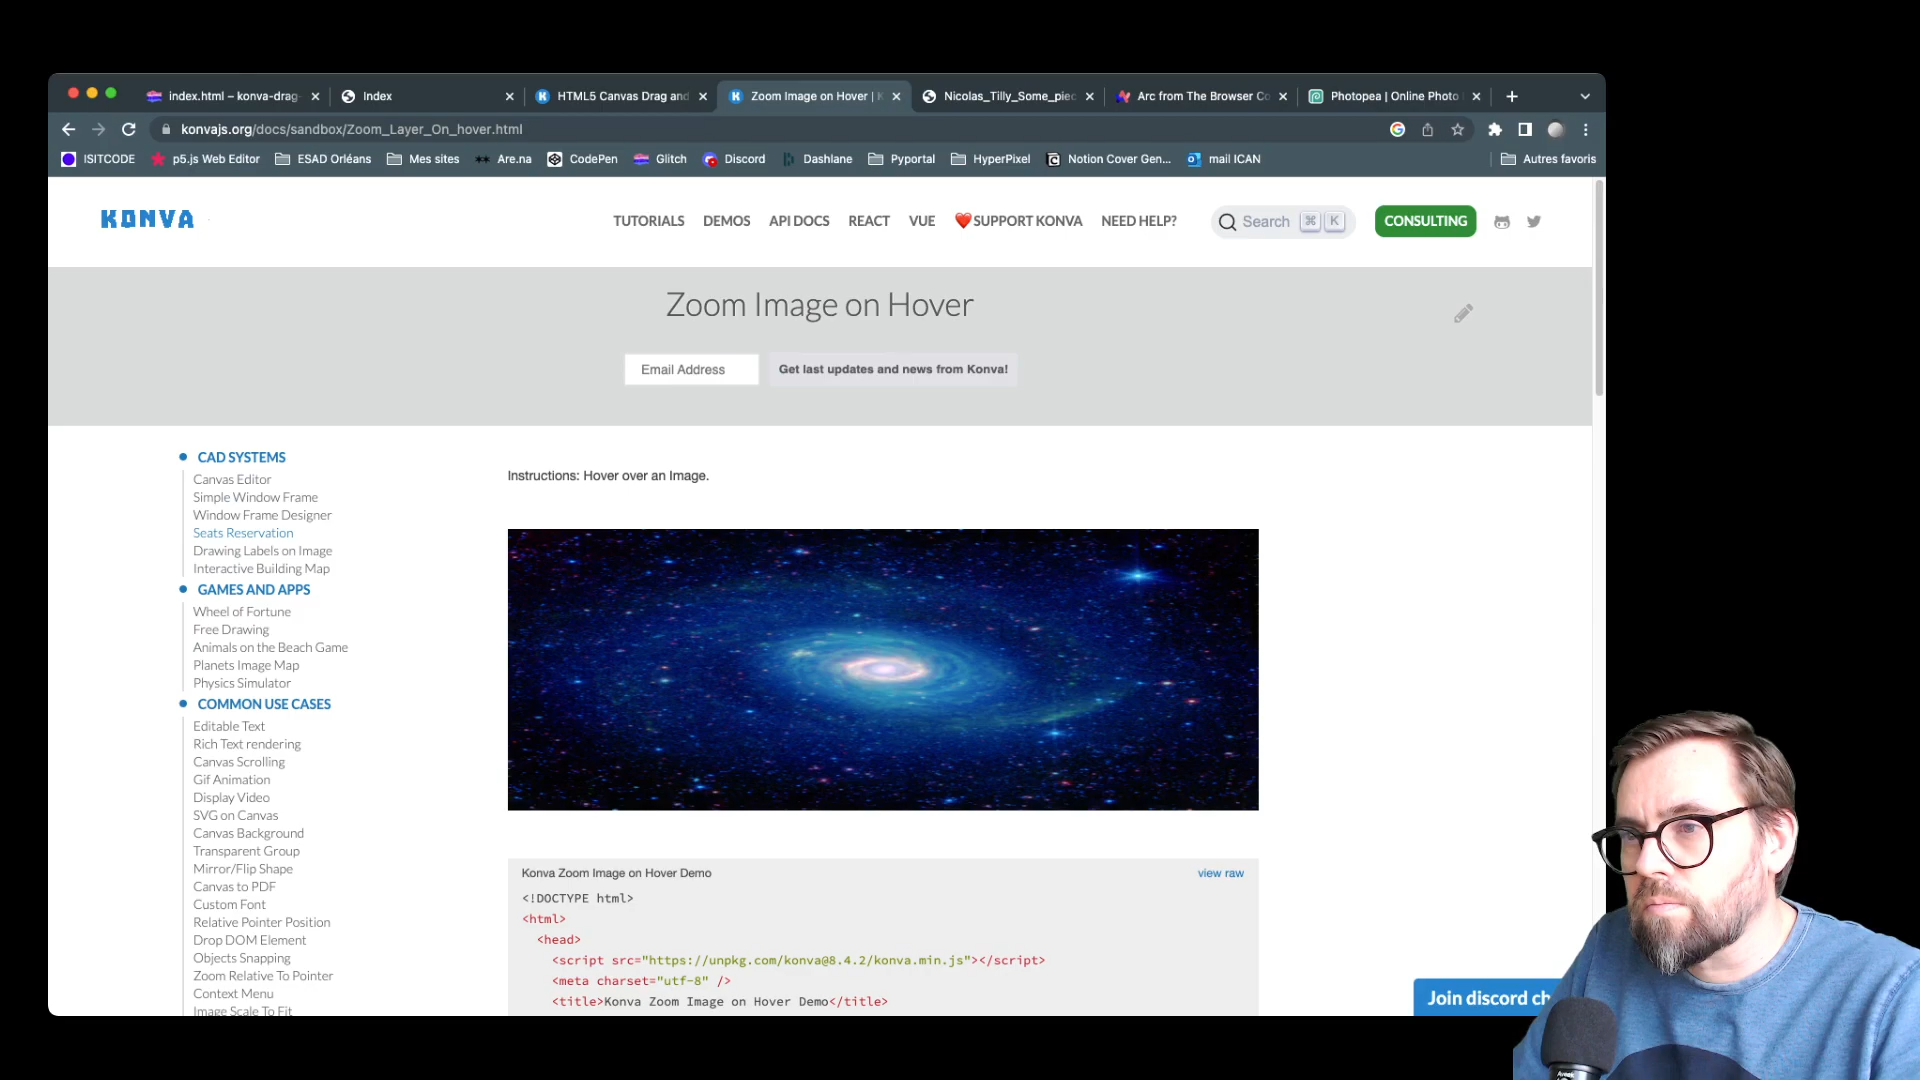 index.html – konva-drag-
Index
HTML5 Canvas Drag and
Zoom Image on Hover | K
Nicolas_Tilly_Some_piec
Arc from The Browser Co
Photopea | Online Photo
konvajs.org/docs/sandbox/Zoom_Layer_On_hover.html
ISITCODE
p5.js Web Editor
ESAD Orléans
Mes sites
Are.na
CodePen
Glitch
Discord
Dashlane
Pyportal
HyperPixel
Notion Cover Gen...
mail ICAN
Autres favoris
KONVA
TUTORIALS
DEMOS
API DOCS
REACT
VUE
❤️SUPPORT KONVA
NEED HELP?
Search ⌘ K
CONSULTING
Zoom Image on Hover
Email Address
Get last updates and news from Konva!
CAD SYSTEMS
Canvas Editor
Simple Window Frame
Window Frame Designer
Seats Reservation
Drawing Labels on Image
Interactive Building Map
GAMES AND APPS
Wheel of Fortune
Free Drawing
Animals on the Beach Game
Planets Image Map
Physics Simulator
COMMON USE CASES
Editable Text
Rich Text rendering
Canvas Scrolling
Gif Animation
Display Video
SVG on Canvas
Canvas Background
Transparent Group
Mirror/Flip Shape
Canvas to PDF
Custom Font
Relative Pointer Position
Drop DOM Element
Objects Snapping
Zoom Relative To Pointer
Context Menu
Image Scale To Fit
Instructions: Hover over an Image.
Konva Zoom Image on Hover Demo
view raw
<!DOCTYPE html>
<html>
<head>
<script src="https://unpkg.com/konva@8.4.2/konva.min.js"></script>
<meta charset="utf-8" />
<title>Konva Zoom Image on Hover Demo</title>
Join discord ch